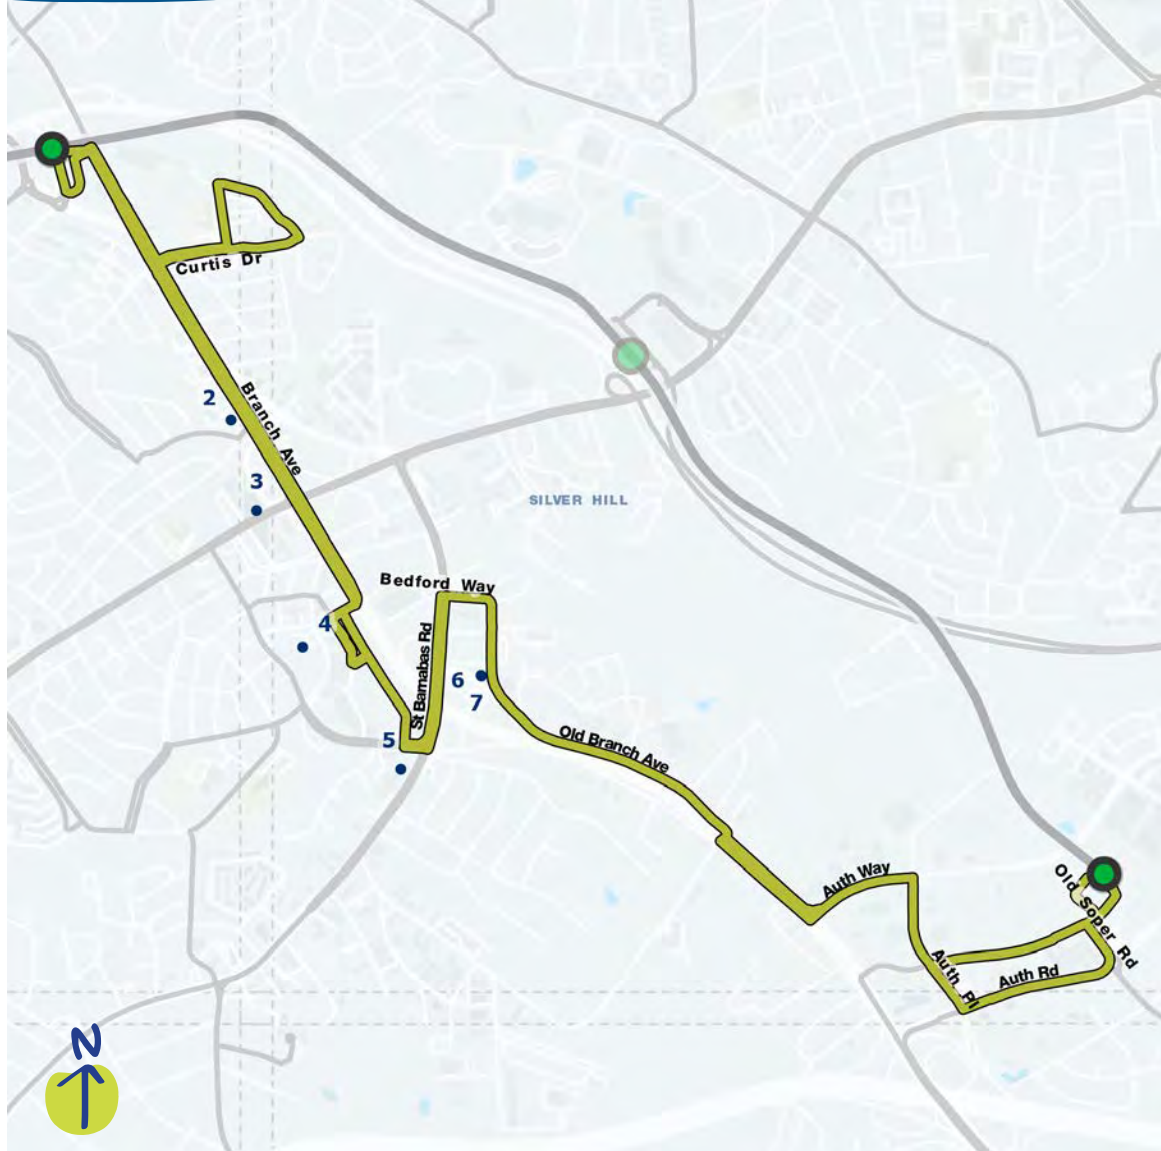 Curtis Dr
Branch Ave
2
3
SILVER HILL
Bedford Way
4
St Barnabas Rd
6
7
5
Old Branch Ave
Auth Way
Old Soper Rd
Auth Pl
Auth Rd
N